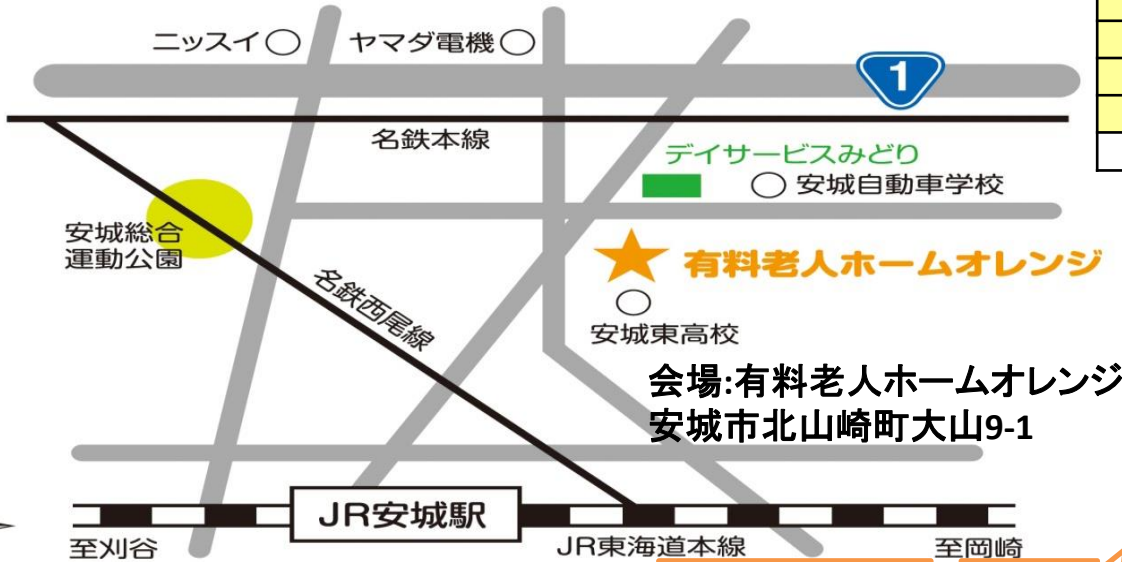 ニッスイ
ヤマダ電機
1
名鉄本線
デイサービスみどり
安城自動車学校
安城総合
運動公園
有料老人ホームオレンジ
名鉄西尾線
安城東高校
会場:有料老人ホームオレンジ
安城市北山崎町大山9-1
JR安城駅
至刈谷
JR東海道本線
至岡崎